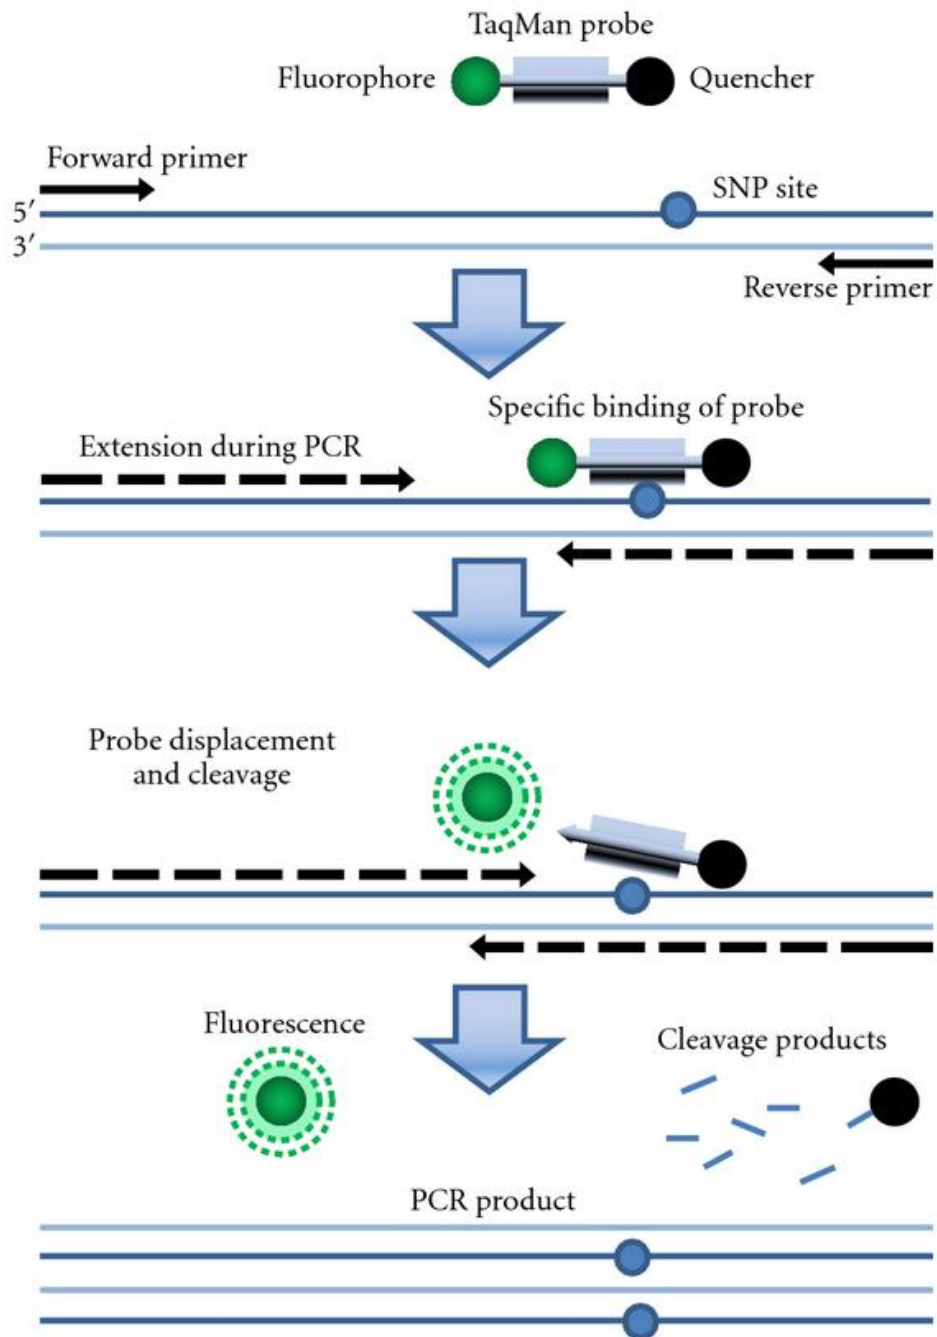 TaqMan probe
Fluorophore
Quencher
Forward primer
5′
SNP site
3′
Reverse primer
Specific binding of probe
Extension during PCR
Probe displacement
and cleavage
Fluorescence
Cleavage products
PCR product